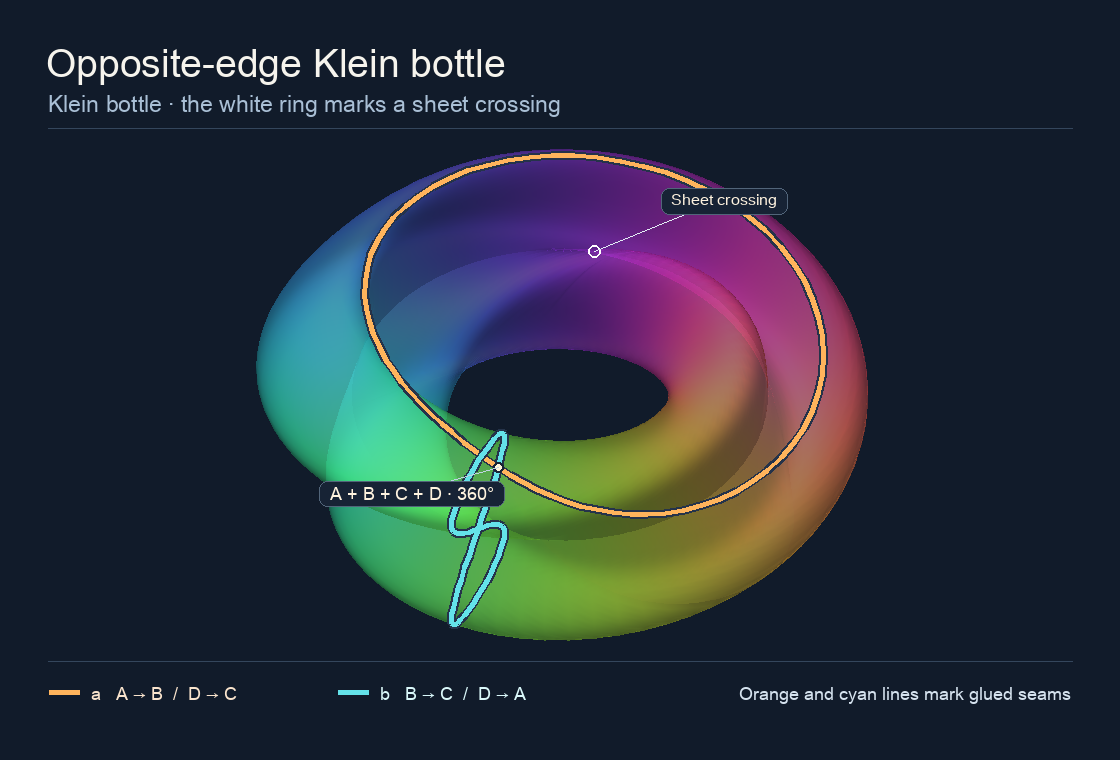 Opposite-edge Klein bottle
Klein bottle · the white ring marks a sheet crossing
Sheet crossing
A + B + C + D · 360°
a A→B / D→C
b B→C / D→A
Orange and cyan lines mark glued seams